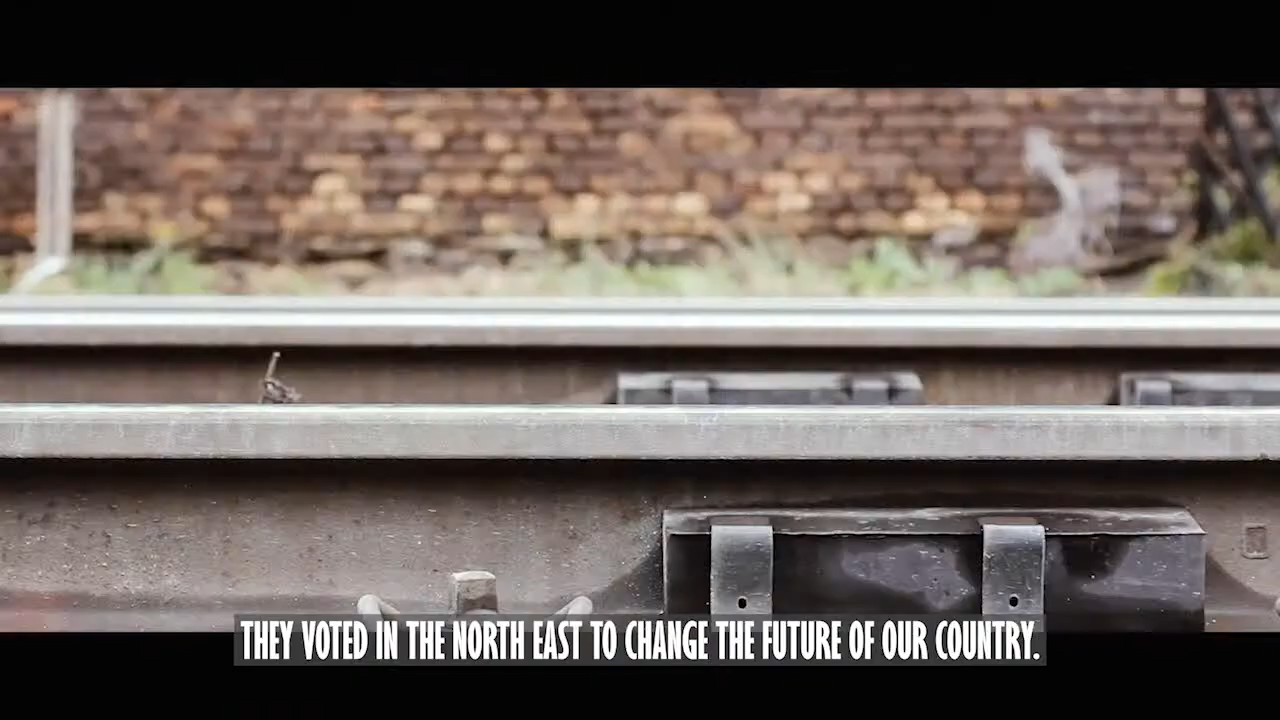 THEY VOTED IN THE NORTH EAST TO CHANGE THE FUTURE OF OUR COUNTRY.